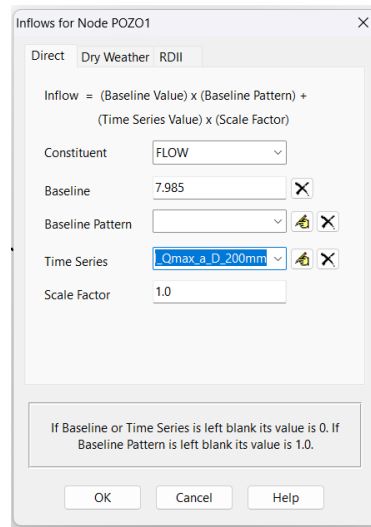 Inflows for Node POZO1
Direct Dry Weather RDII
Inflow = (Baseline Value) x (Baseline Pattern) +
(Time Series Value) x (Scale Factor)
Constituent FLOW
Baseline 7.985
Baseline Pattern
Time Series _Qmax_a_D_200mm
Scale Factor 1.0
If Baseline or Time Series is left blank its value is 0. If
Baseline Pattern is left blank its value is 1.0.
OK Cancel Help